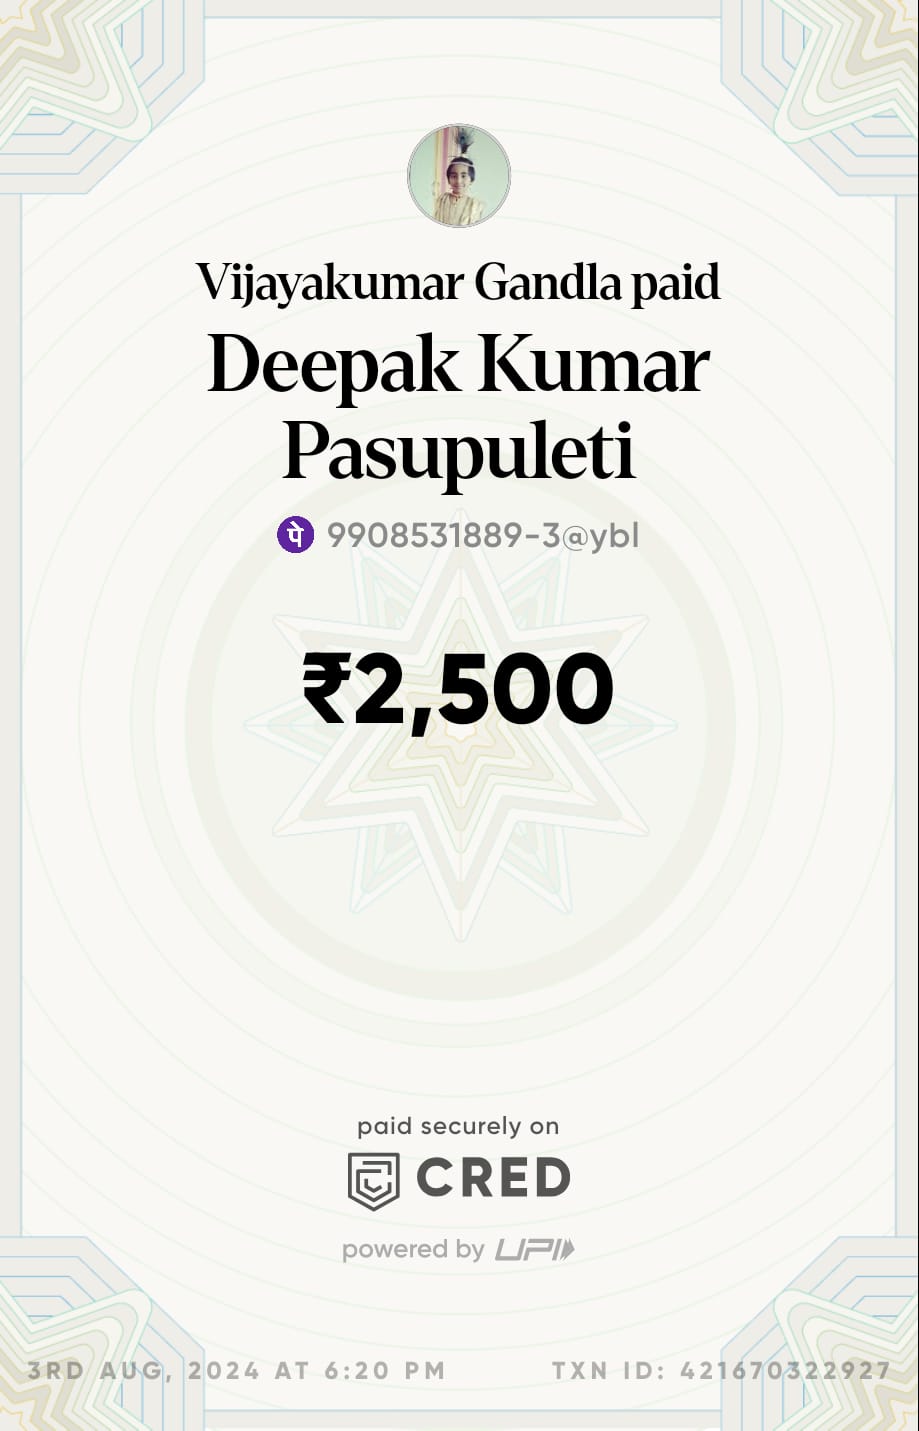 Vijayakumar Gandla paid
Deepak Kumar
Pasupuleti
पे 9908531889-3@ybl
₹2,500
paid securely on
CRED
powered by UPI
3RD AUG, 2024 AT 6:20 PM TXN ID: 421670322927